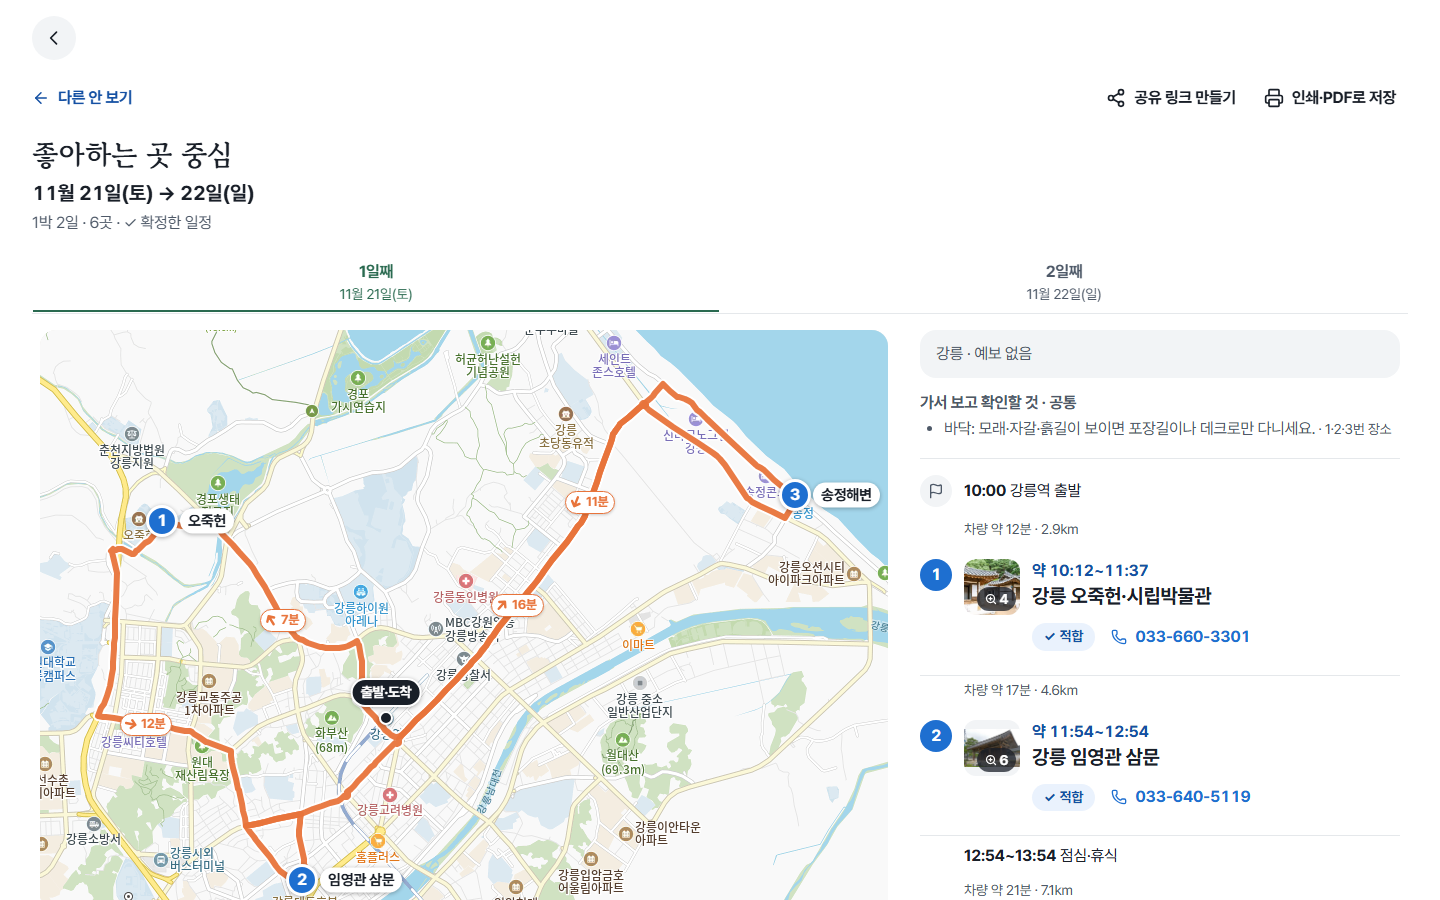 다른 안 보기
공유 링크 만들기
인쇄·PDF로 저장
좋아하는 곳 중심
11월 21일(토) → 22일(일)
1박 2일 · 6곳 · ✓ 확정한 일정
1일째
11월 21일(토)
2일째
11월 22일(일)
허균허난설헌
기념공원
세인트
존스호텔
경포
가시연습지
강릉
초당동유적
춘천지방법원
강릉지원
경포생태
1
오죽헌
11분
3
송정해변
강릉오션시티
아이파크아파트
강릉하이원
아레나
강릉동인병원
16분
7분
이마트
강릉교동주공
1차아파트
출발·도착
화부산
(68m)
강릉 중소
일반산업단지
12분
강릉씨티호텔
원대
재산림욕장
월대산
(69.3m)
강릉남대천
강릉고려병원
강릉소방서
강릉시외
버스터미널
홈플러스
강릉이안타운
아파트
강릉입암금호
어울림아파트
2
임영관 삼문
강릉 · 예보 없음
가서 보고 확인할 것 · 공통
• 바닥: 모래·자갈·흙길이 보이면 포장길이나 데크로만 다니세요. · 1·2·3번 장소
10:00 강릉역 출발
차량 약 12분 · 2.9km
1
4
약 10:12~11:37
강릉 오죽헌·시립박물관
✓ 적합
033-660-3301
차량 약 17분 · 4.6km
2
6
약 11:54~12:54
강릉 임영관 삼문
✓ 적합
033-640-5119
12:54~13:54 점심·휴식
차량 약 21분 · 7.1km